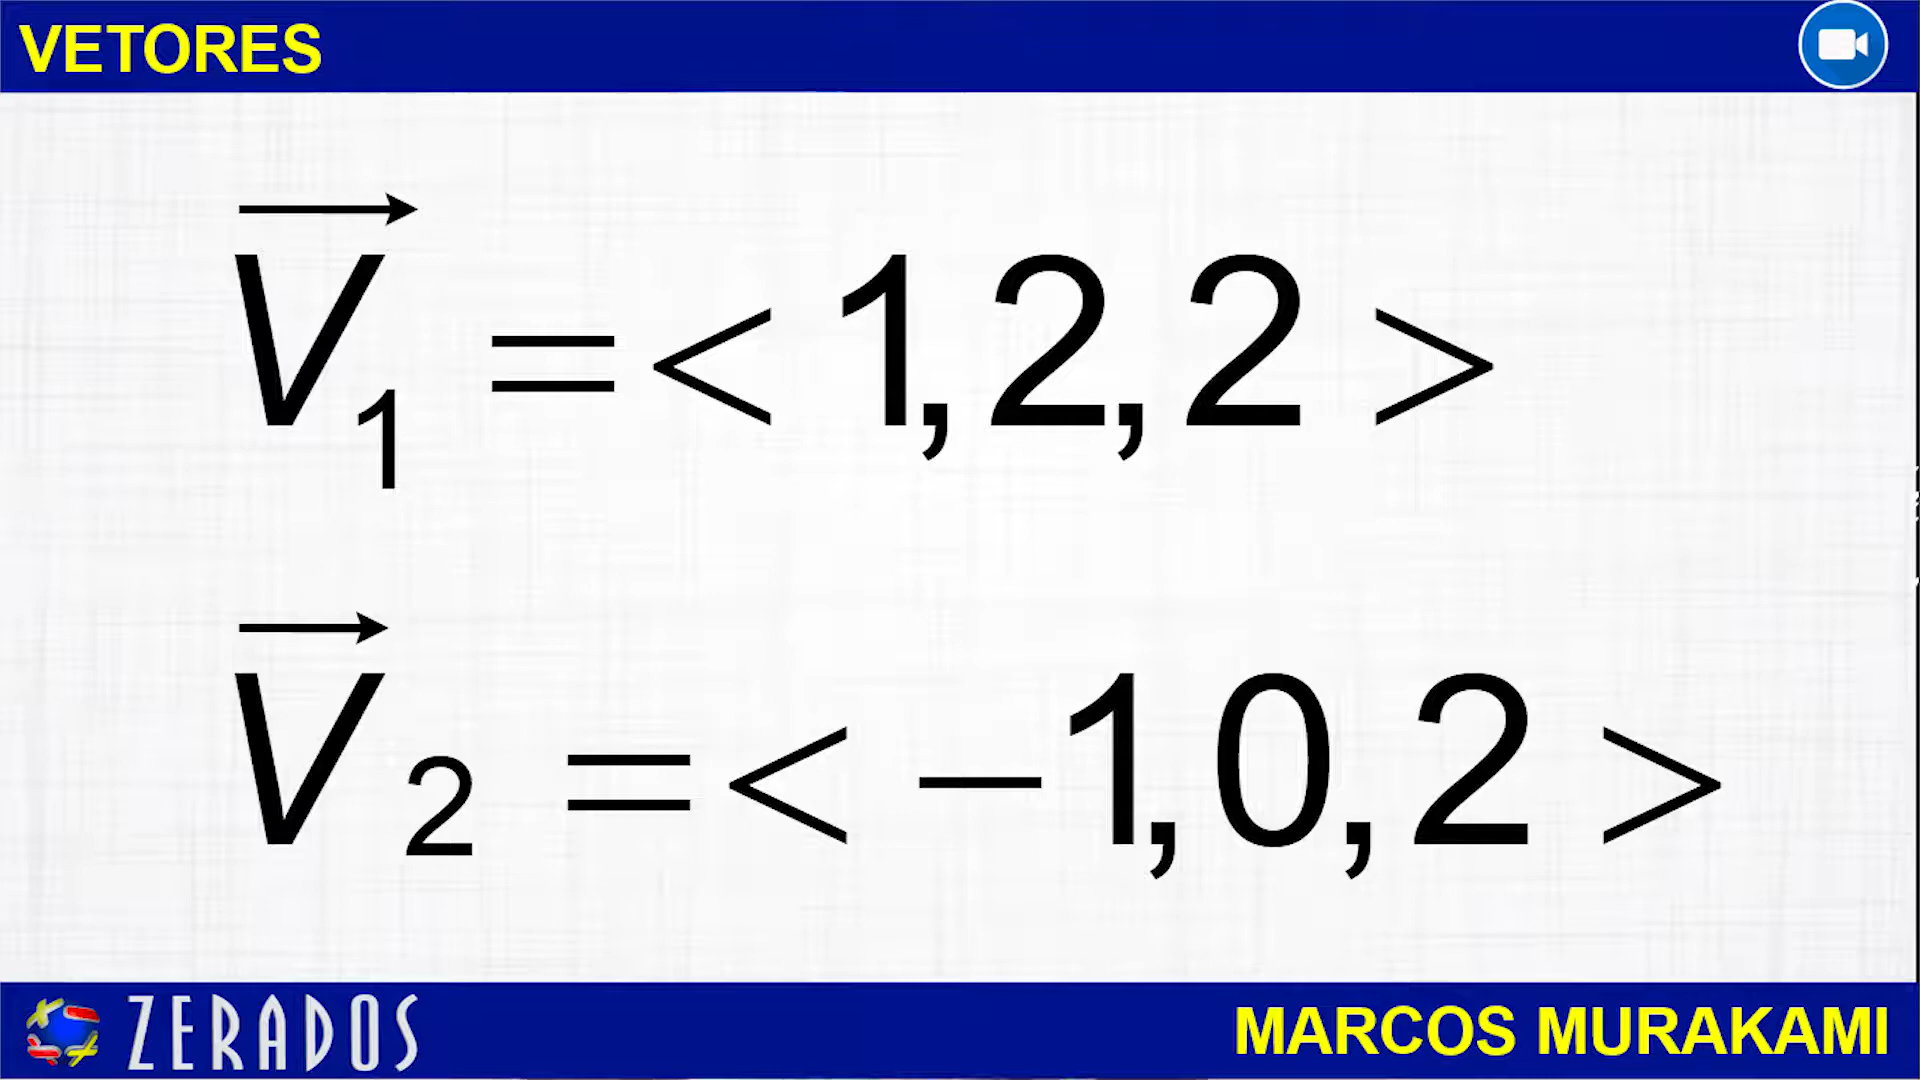 VETORES
V₁ = < 1, 2, 2 >
V₂ = < −1, 0, 2 >
ZERADOS
MARCOS MURAKAMI